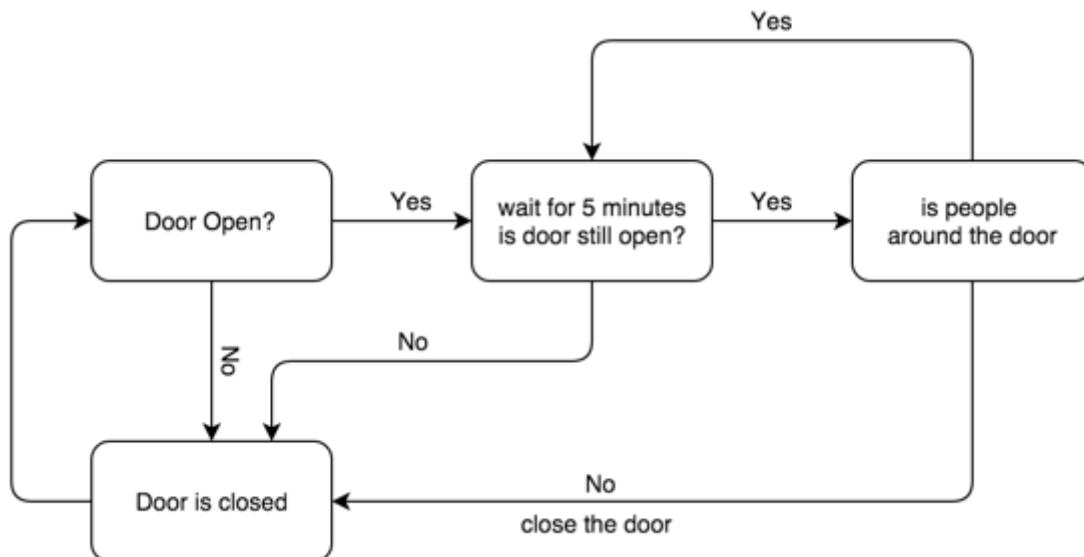 Yes
Door Open?
Yes
wait for 5 minutes
is door still open?
Yes
is people
around the door
No
No
Door is closed
No
close the door